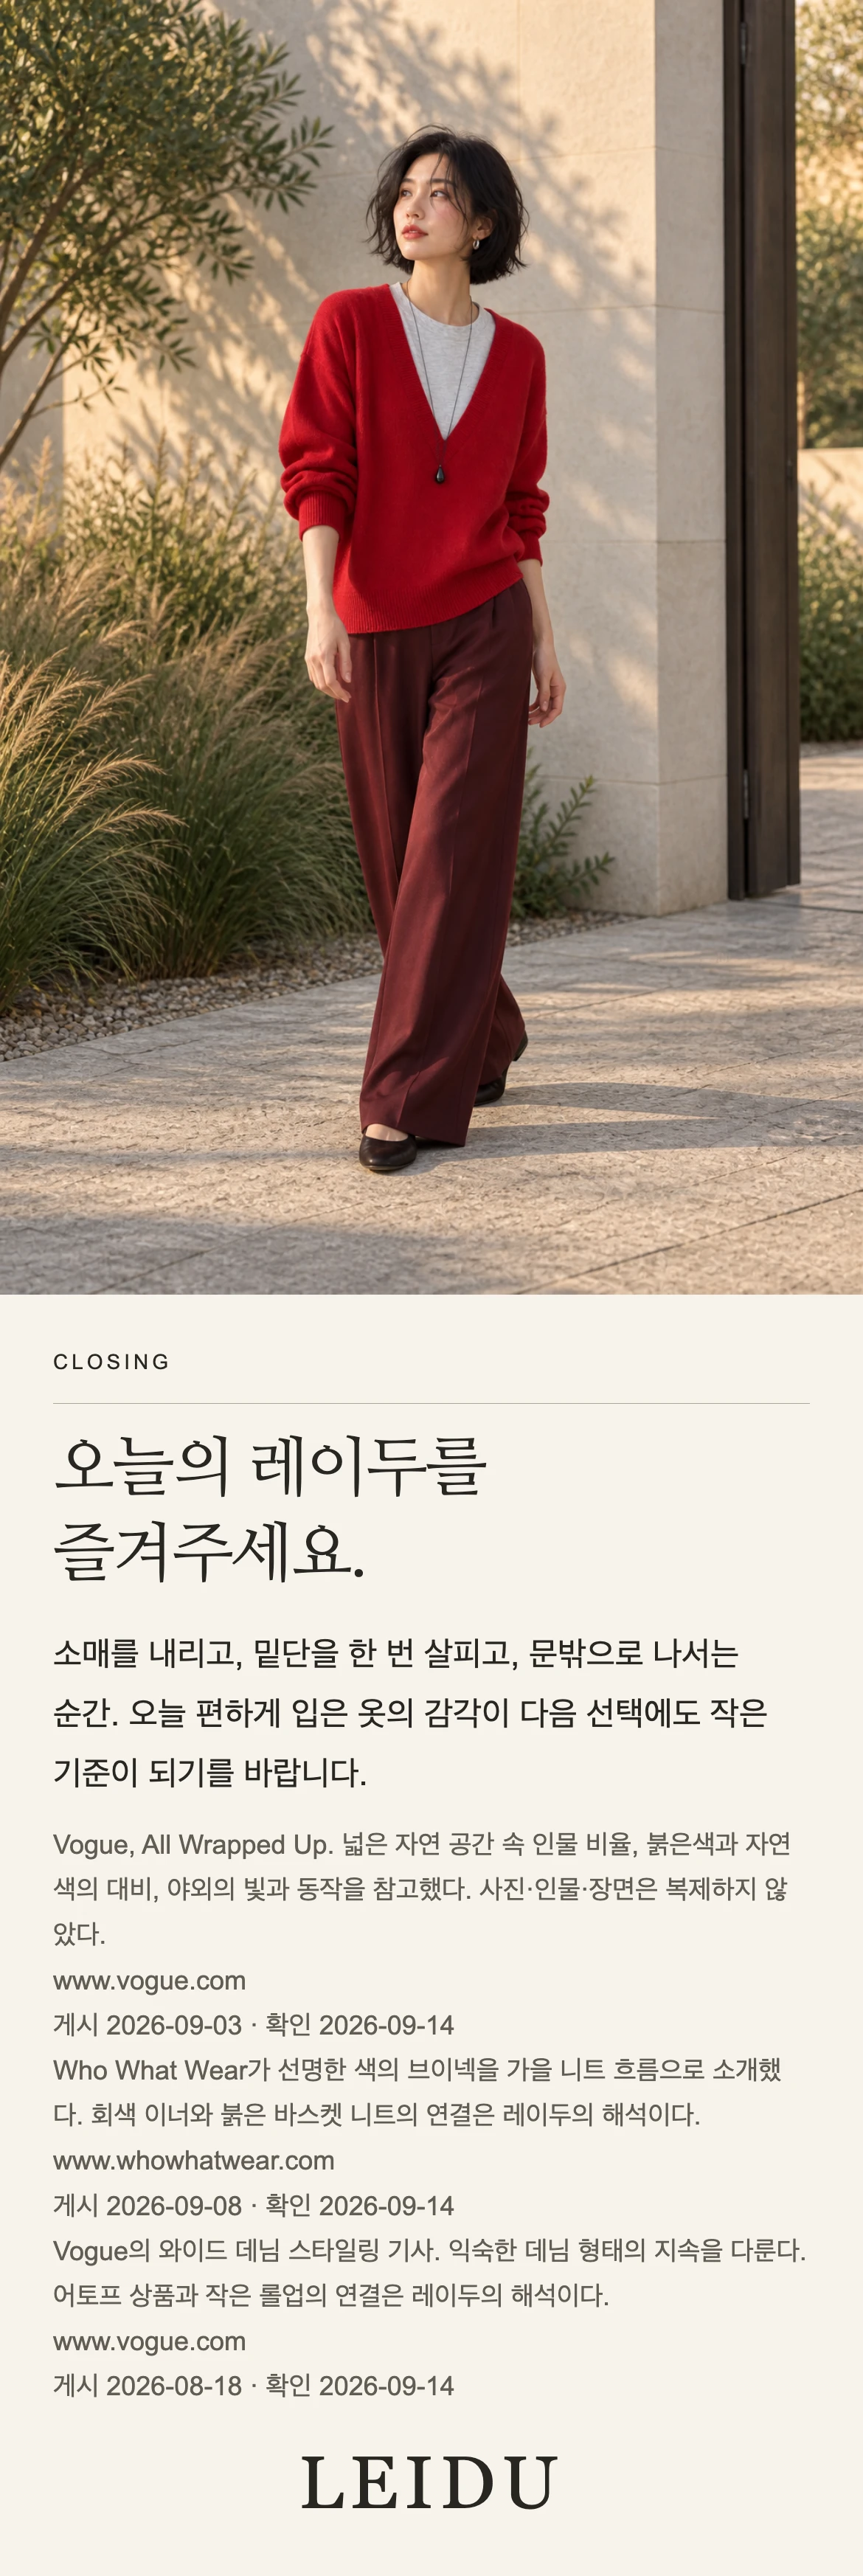 CLOSING
오늘의 레이두를
즐겨주세요.
소매를 내리고, 밑단을 한 번 살피고, 문밖으로 나서는
순간. 오늘 편하게 입은 옷의 감각이 다음 선택에도 작은
기준이 되기를 바랍니다.
Vogue, All Wrapped Up. 넓은 자연 공간 속 인물 비율, 붉은색과 자연
색의 대비, 야외의 빛과 동작을 참고했다. 사진·인물·장면은 복제하지 않
았다.
www.vogue.com
게시 2026-09-03 · 확인 2026-09-14
Who What Wear가 선명한 색의 브이넥을 가을 니트 흐름으로 소개했
다. 회색 이너와 붉은 바스켓 니트의 연결은 레이두의 해석이다.
www.whowhatwear.com
게시 2026-09-08 · 확인 2026-09-14
Vogue의 와이드 데님 스타일링 기사. 익숙한 데님 형태의 지속을 다룬다.
어토프 상품과 작은 롤업의 연결은 레이두의 해석이다.
www.vogue.com
게시 2026-08-18 · 확인 2026-09-14
LEIDU